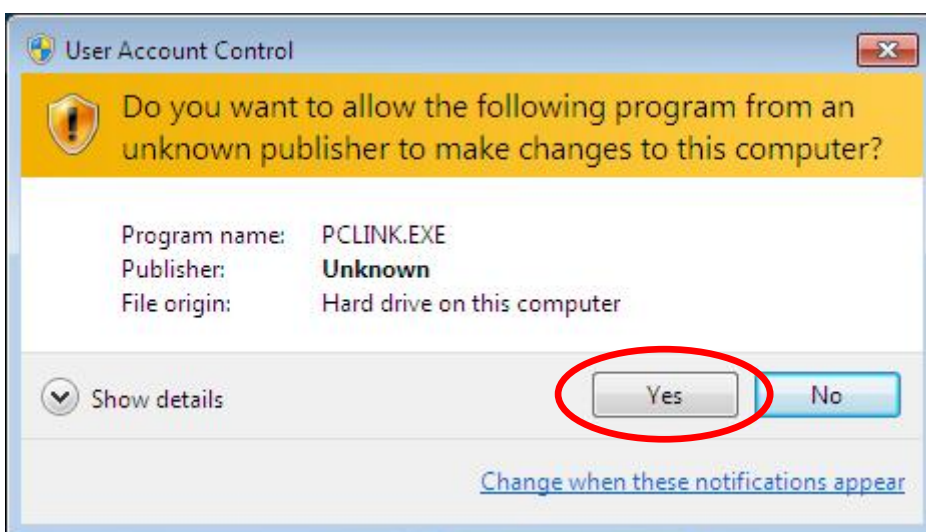 User Account Control
Do you want to allow the following program from an
unknown publisher to make changes to this computer?
Program name: PCLINK.EXE
Publisher: Unknown
File origin: Hard drive on this computer
Show details
Yes
No
Change when these notifications appear